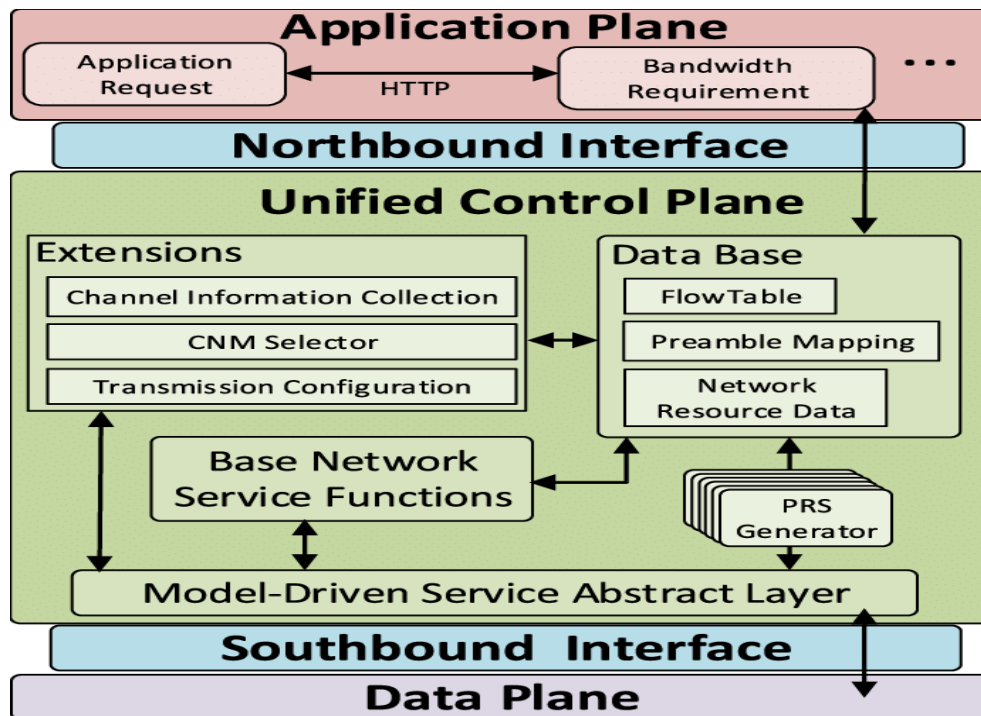 Application Plane
Application
Request
HTTP
Bandwidth
Requirement
...
Northbound Interface
Unified Control Plane
Extensions
Channel Information Collection
CNM Selector
Transmission Configuration
Data Base
FlowTable
Preamble Mapping
Network
Resource Data
Base Network
Service Functions
PRS
Generator
Model-Driven Service Abstract Layer
Southbound Interface
Data Plane